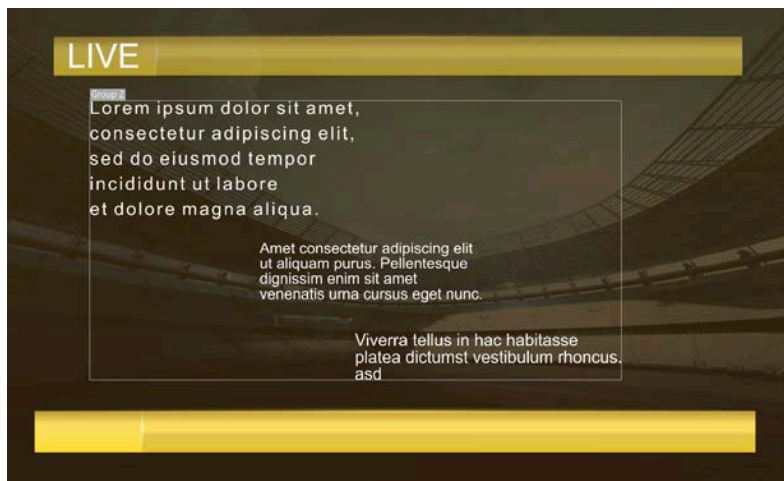 LIVE
Group 2
Lorem ipsum dolor sit amet,
consectetur adipiscing elit,
sed do eiusmod tempor
incididunt ut labore
et dolore magna aliqua.
Amet consectetur adipiscing elit
ut aliquam purus. Pellentesque
dignissim enim sit amet
venenatis urna cursus eget nunc.
Viverra tellus in hac habitasse
platea dictumst vestibulum rhoncus.
asd